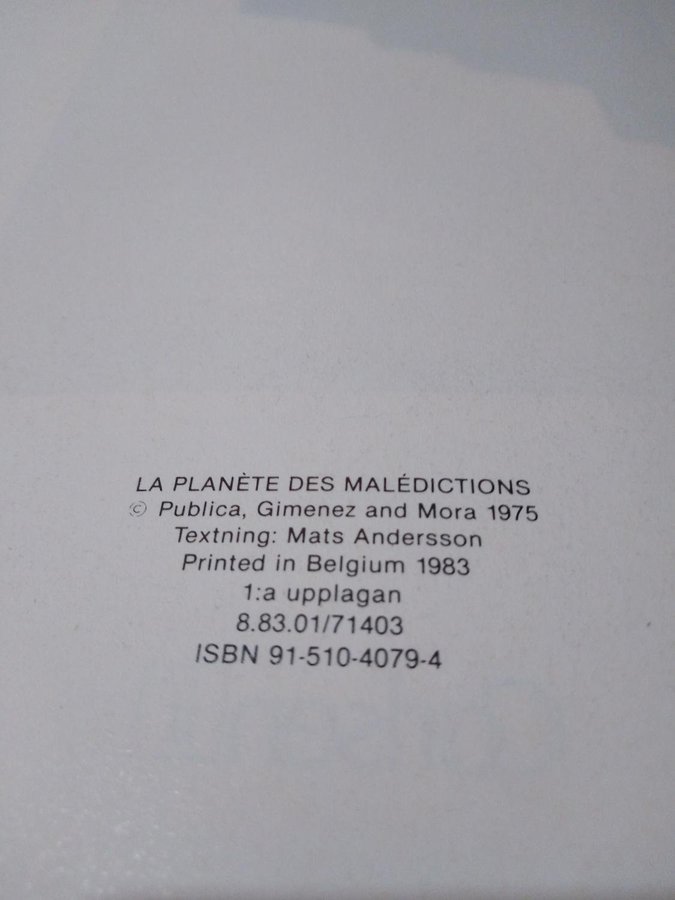 LA PLANÈTE DES MALÉDICTIONS
© Publica, Gimenez and Mora 1975
Textning: Mats Andersson
Printed in Belgium 1983
1:a upplagan
8.83.01/71403
ISBN 91-510-4079-4